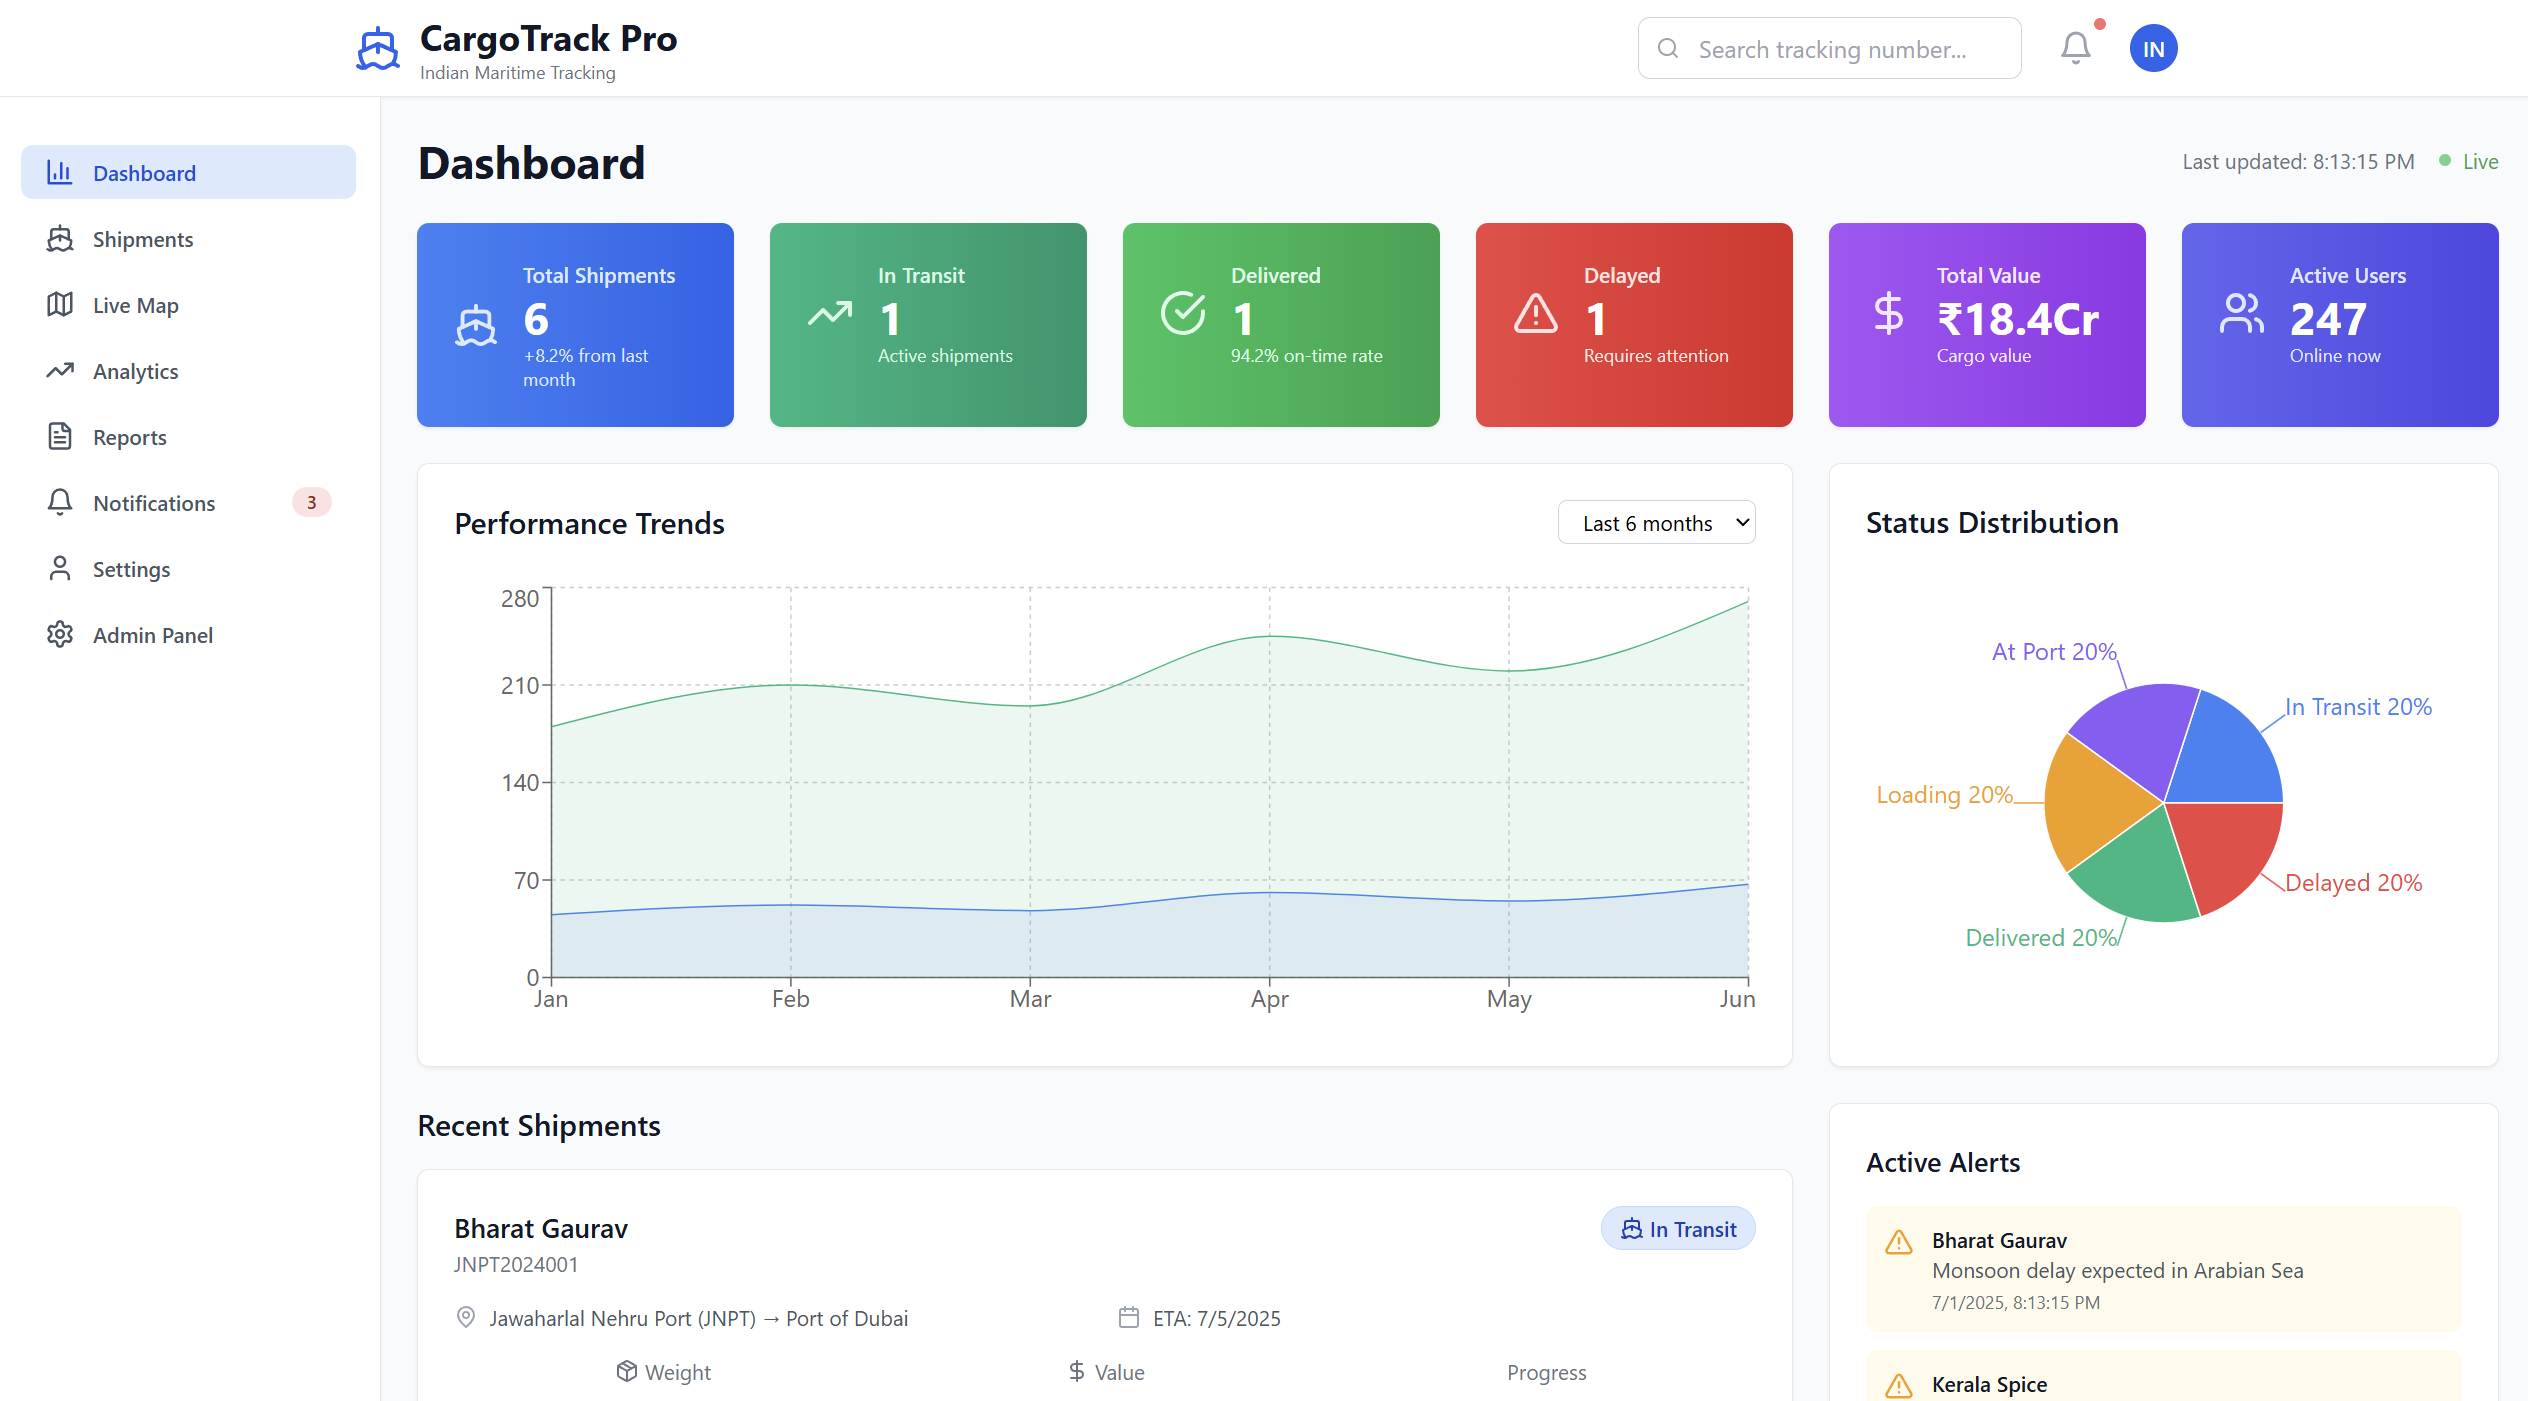 CargoTrack Pro
Indian Maritime Tracking
Search tracking number...
IN
Dashboard
Shipments
Live Map
Analytics
Reports
Notifications 3
Settings
Admin Panel
Dashboard
Last updated: 8:13:15 PM Live
Total Shipments
6
+8.2% from last
month
In Transit
1
Active shipments
Delivered
1
94.2% on-time rate
Delayed
1
Requires attention
Total Value
₹18.4Cr
Cargo value
Active Users
247
Online now
Performance Trends
Last 6 months
280
210
140
70
0
Jan Feb Mar Apr May Jun
Status Distribution
At Port 20%
In Transit 20%
Loading 20%
Delayed 20%
Delivered 20%
Recent Shipments
Bharat Gaurav
In Transit
JNPT2024001
Jawaharlal Nehru Port (JNPT) → Port of Dubai
ETA: 7/5/2025
Weight
Value
Progress
Active Alerts
Bharat Gaurav
Monsoon delay expected in Arabian Sea
7/1/2025, 8:13:15 PM
Kerala Spice